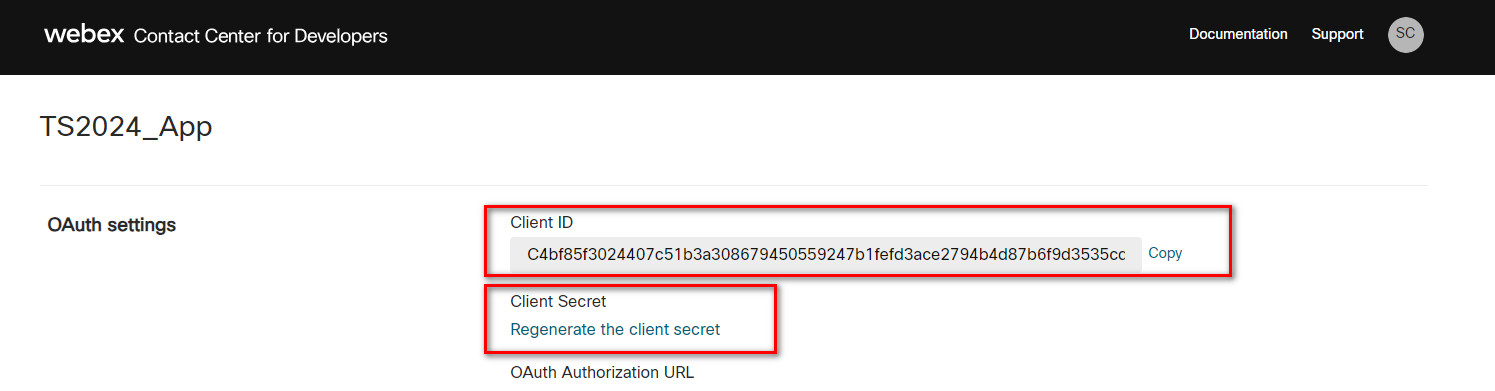 webex Contact Center for Developers
Documentation
Support
SC
TS2024_App
OAuth settings
Client ID
C4bf85f3024407c51b3a308679450559247b1fefd3ace2794b4d87b6f9d3535cc
Copy
Client Secret
Regenerate the client secret
OAuth Authorization URL